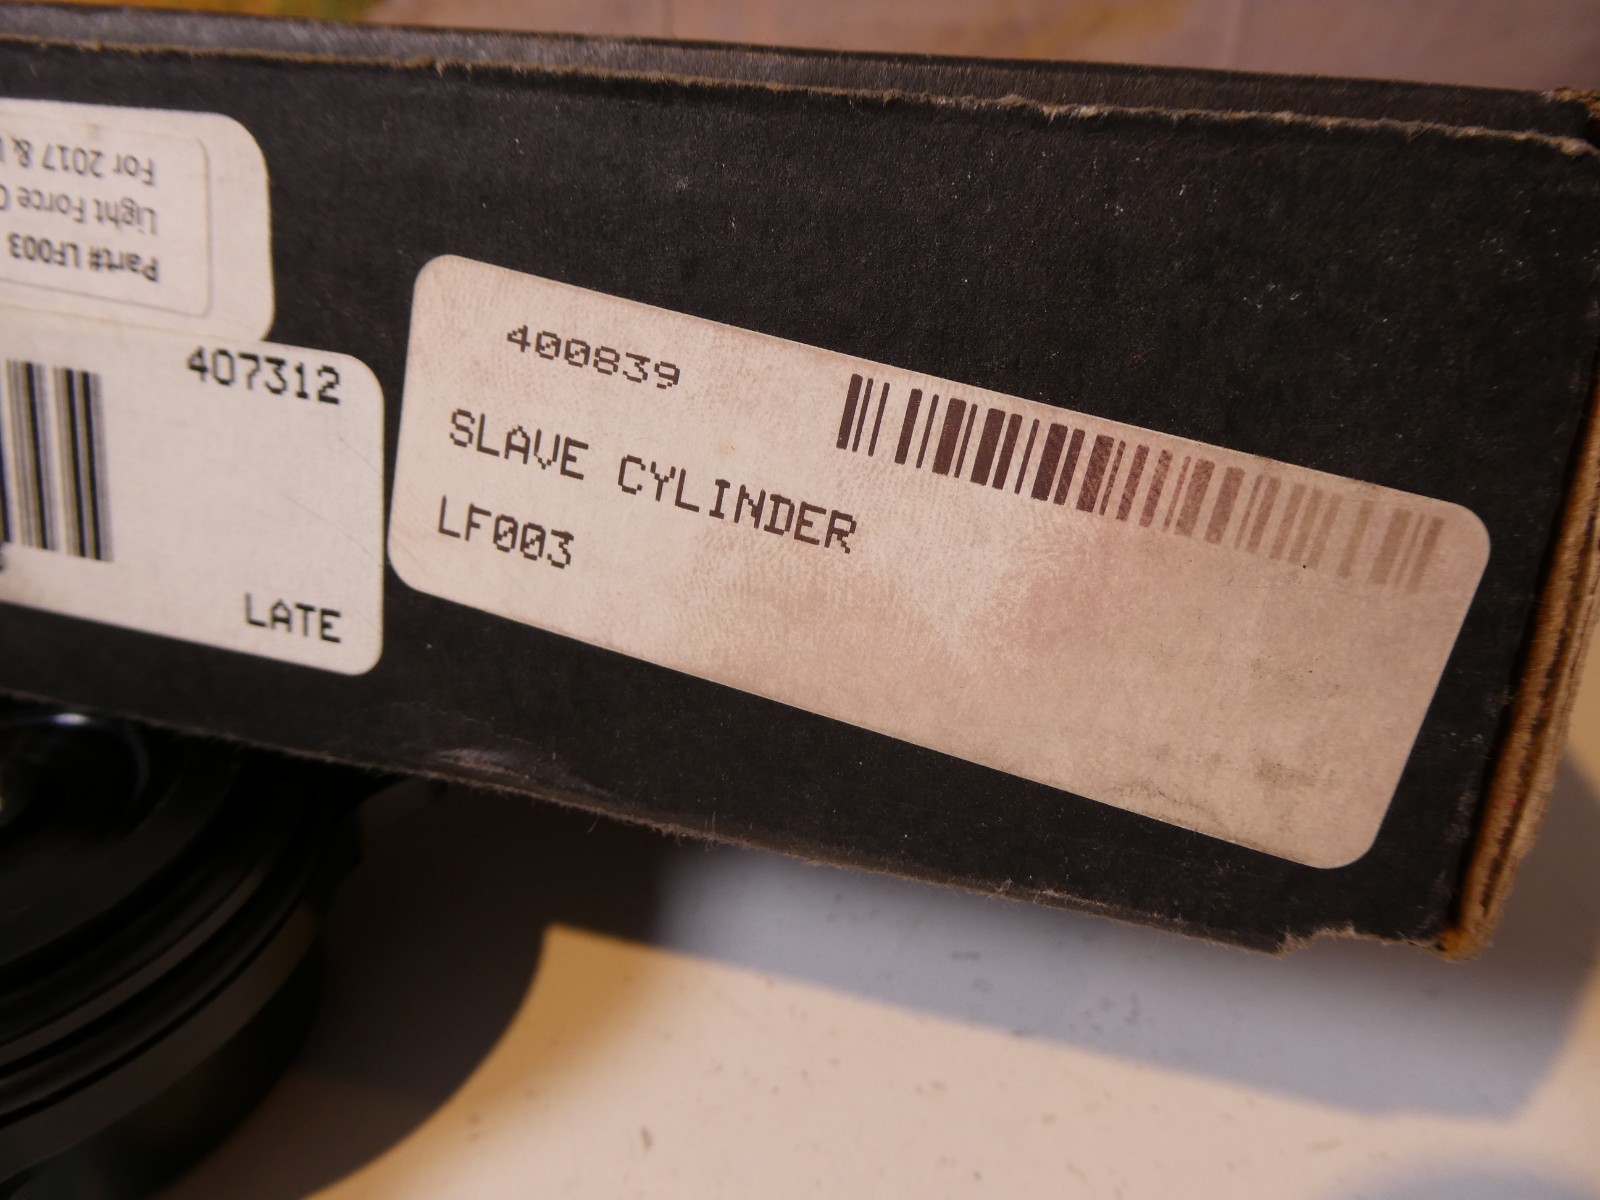 Part# LF003
Light Force
For 2017 &
407312
LATE
400839
SLAVE CYLINDER
LF003